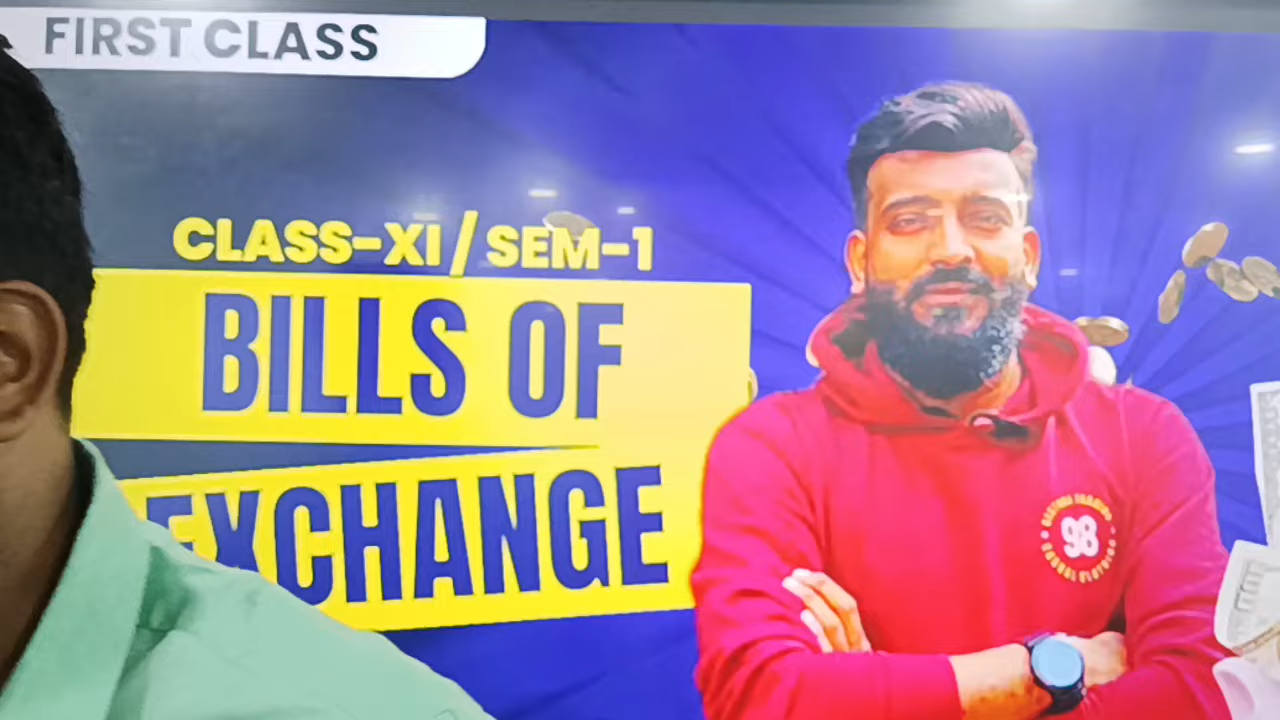 FIRST CLASS
CLASS-XI / SEM-1
BILLS OF
EXCHANGE
98